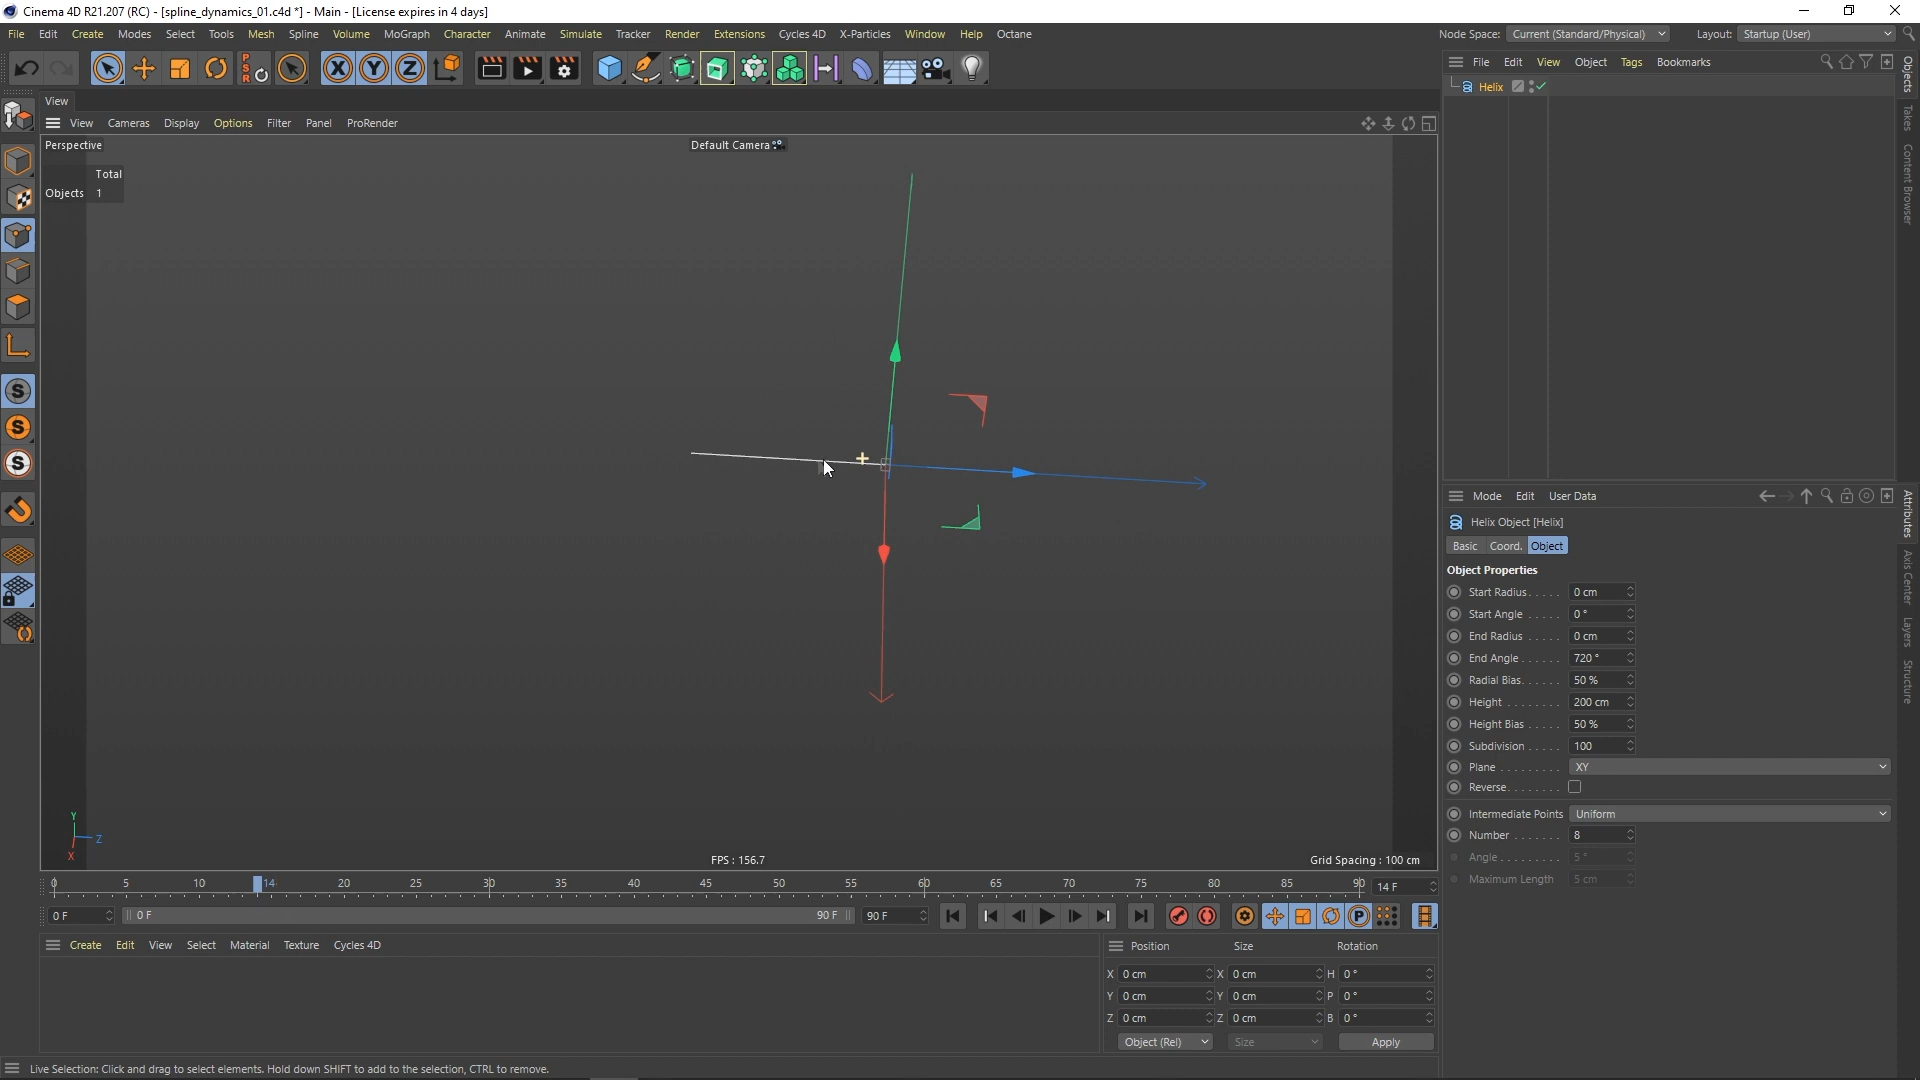 Cinema 4D R21.207 (RC) - [spline_dynamics_01.c4d *] - Main - [License expires in 4 days]
File Edit Create Modes Select Tools Mesh Spline Volume MoGraph Character Animate Simulate Tracker Render Extensions Cycles 4D X-Particles Window Help Octane Node Space: Current (Standard/Physical) Layout: Startup (User)
X Y Z
PSR
File Edit View Object Tags Bookmarks
Helix
View
View Cameras Display Options Filter Panel ProRender
Perspective
Default Camera
Total
Objects 1
S
S
S
Y
Z
X
FPS : 156.7
Grid Spacing : 100 cm
Objects
Takes
Content Browser
Attributes
Axis Center
Layers
Structure
Mode Edit User Data
Helix Object [Helix]
Basic Coord. Object
Object Properties
Start Radius. . . . . 0 cm
Start Angle . . . . . 0 °
End Radius . . . . . 0 cm
End Angle. . . . . . 720 °
Radial Bias. . . . . . 50 %
Height . . . . . . . . 200 cm
Height Bias . . . . . 50 %
Subdivision . . . . . 100
Plane . . . . . . . . . XY
Reverse. . . . . . . .
Intermediate Points Uniform
Number . . . . . . . 8
Angle. . . . . . . . . 5 °
Maximum Length 5 cm
0 5 10 14 20 25 30 35 40 45 50 55 60 65 70 75 80 85 90 14 F
0 F 0 F 90 F 90 F P
Create Edit View Select Material Texture Cycles 4D
Position Size Rotation
X 0 cm X 0 cm H 0 °
Y 0 cm Y 0 cm P 0 °
Z 0 cm Z 0 cm B 0 °
Object (Rel) Size Apply
Live Selection: Click and drag to select elements. Hold down SHIFT to add to the selection, CTRL to remove.